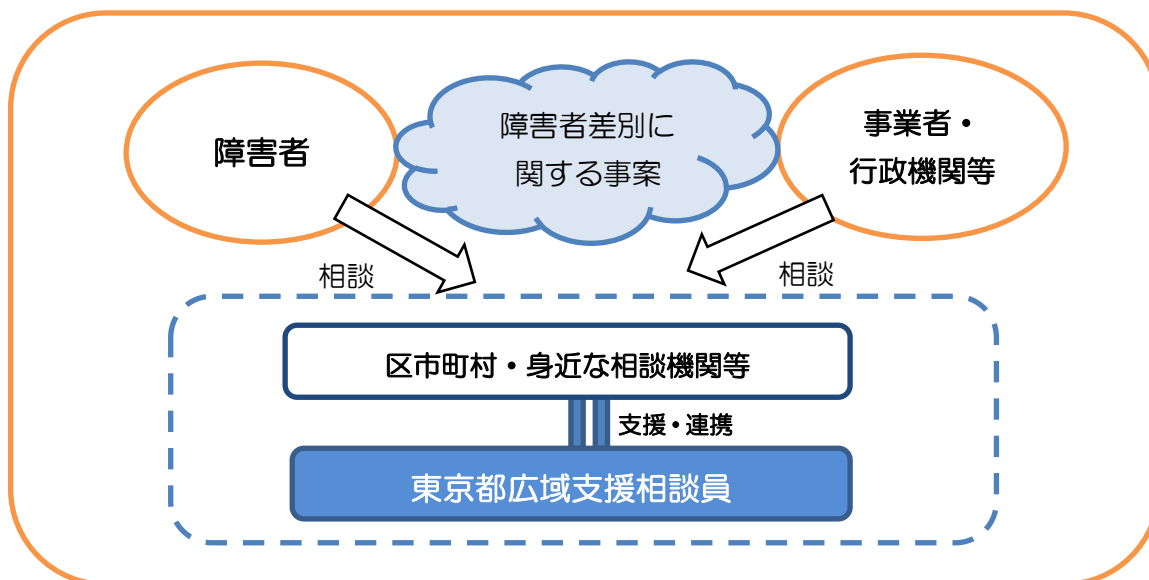 障害者
障害者差別に
関する事案
事業者・
行政機関等
相談
相談
区市町村・身近な相談機関等
支援・連携
東京都広域支援相談員